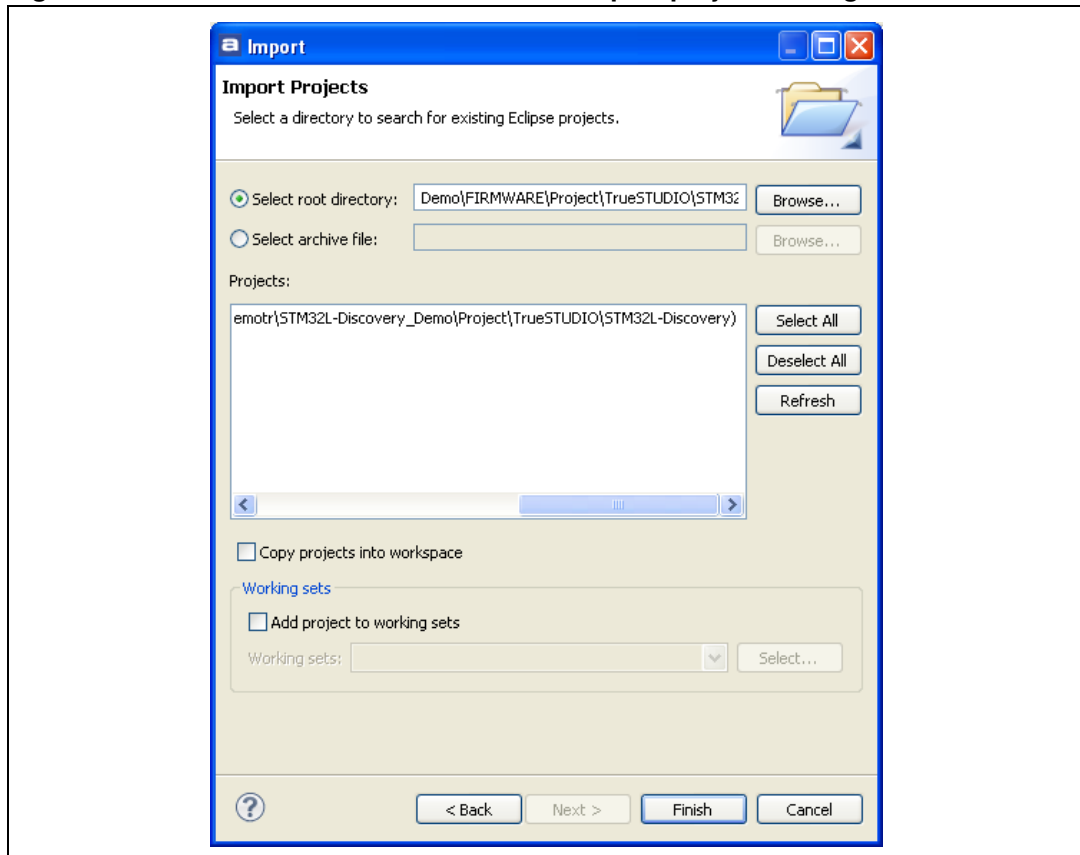 Import
Import Projects
Select a directory to search for existing Eclipse projects.
Select root directory: Demo\FIRMWARE\Project\TrueSTUDIO\STM32 Browse...
Select archive file: Browse...
Projects:
emotr\STM32L-Discovery_Demo\Project\TrueSTUDIO\STM32L-Discovery) Select All
Deselect All
Refresh
Copy projects into workspace
Working sets
Add project to working sets
Working sets: Select...
? < Back Next > Finish Cancel